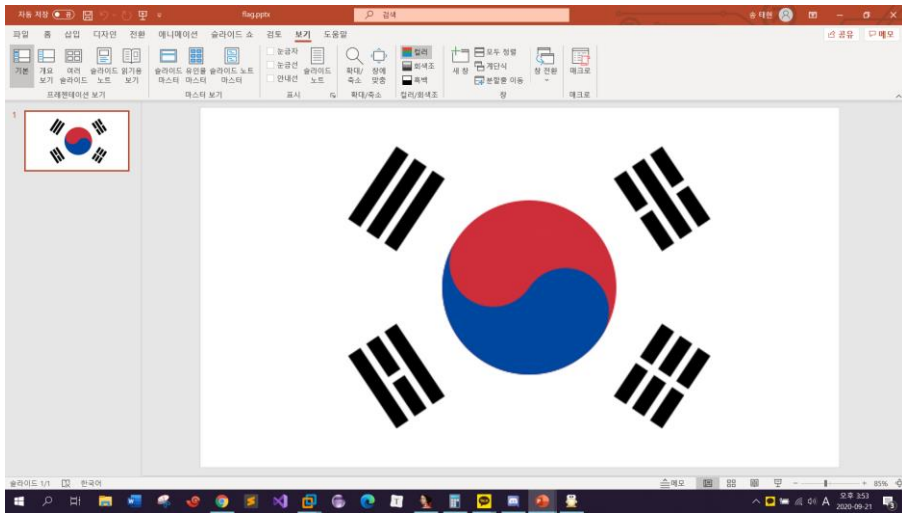 자동 저장 flag.pptx 검색 송 태현
파일 홈 삽입 디자인 전환 애니메이션 슬라이드 쇼 검토 보기 도움말 공유 메모
기본 개요 보기 여러 슬라이드 슬라이드 노트 읽기용 보기
슬라이드 마스터 유인물 마스터 슬라이드 노트 마스터
눈금자
눈금선
안내선
슬라이드 노트
확대/축소 창에 맞춤
컬러
회색조
흑백
새 창
모두 정렬
계단식
분할줄 이동
창 전환
매크로
프레젠테이션 보기 마스터 보기 표시 확대/축소 컬러/회색조 창 매크로
1
슬라이드 1/1 한국어 메모 85%
A 오후 3:53
2020-09-21
3